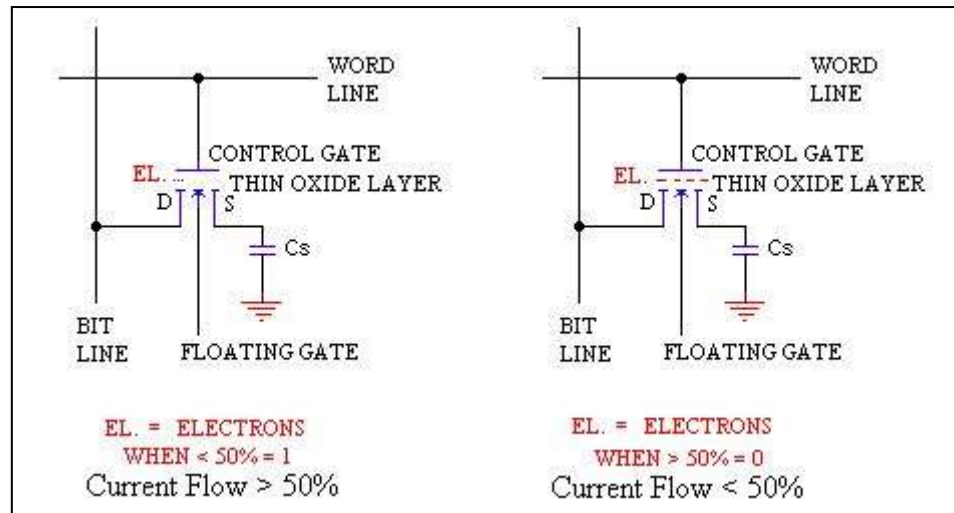 WORD
LINE
CONTROL GATE
EL.
THIN OXIDE LAYER
D
S
Cs
BIT
LINE
FLOATING GATE
EL. = ELECTRONS
WHEN < 50% = 1
Current Flow > 50%
WORD
LINE
CONTROL GATE
EL.
THIN OXIDE LAYER
D
S
Cs
BIT
LINE
FLOATING GATE
EL. = ELECTRONS
WHEN > 50% = 0
Current Flow < 50%